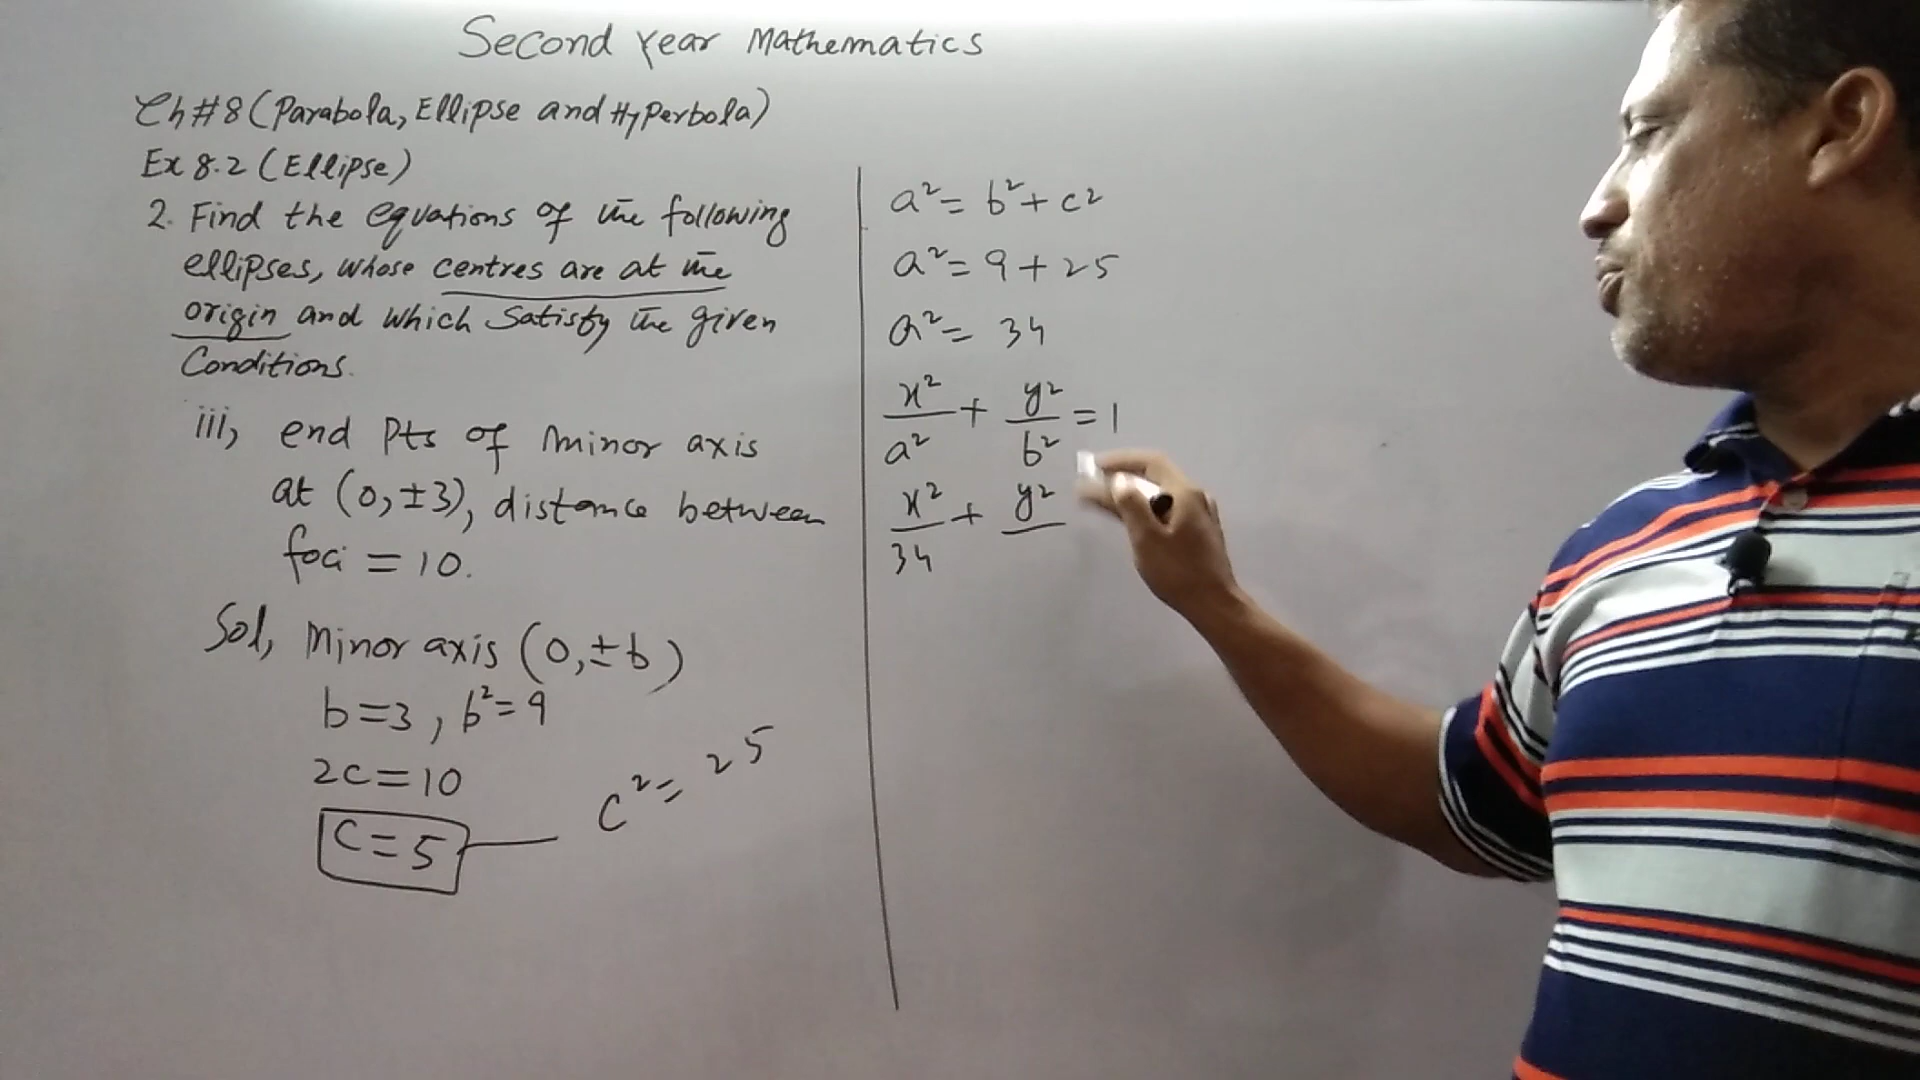 Second Year Mathematics
Ch#8 (Parabola, Ellipse and Hyperbola)
Ex 8.2 (Ellipse)
2. Find the equations of the following
ellipses, whose centres are at the
origin and which satisfy the given
Conditions.
iii, end pts of minor axis
at (0,±3), distance between
foci = 10.
Sol, Minor axis (0,±b)
b=3, b²=9
2c=10
c=5 — c²=25
a²=b²+c²
a²=9+25
a²=34
x²/a² + y²/b² = 1
x²/34 + y²/